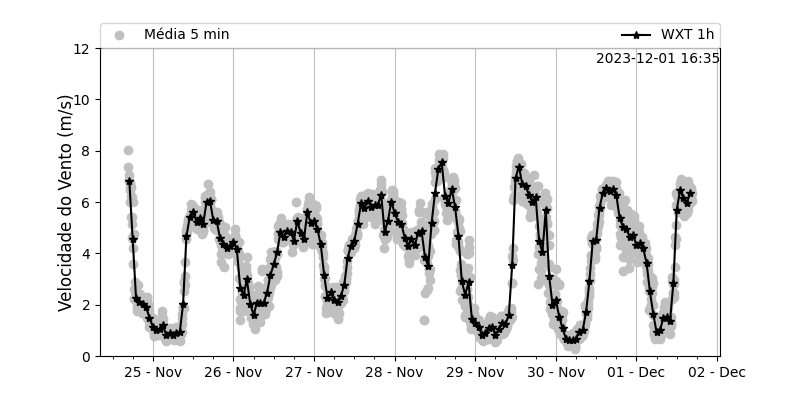 Média 5 min
WXT 1h
2023-12-01 16:35
Velocidade do Vento (m/s)
12
10
8
6
4
2
0
25 - Nov
26 - Nov
27 - Nov
28 - Nov
29 - Nov
30 - Nov
01 - Dec
02 - Dec